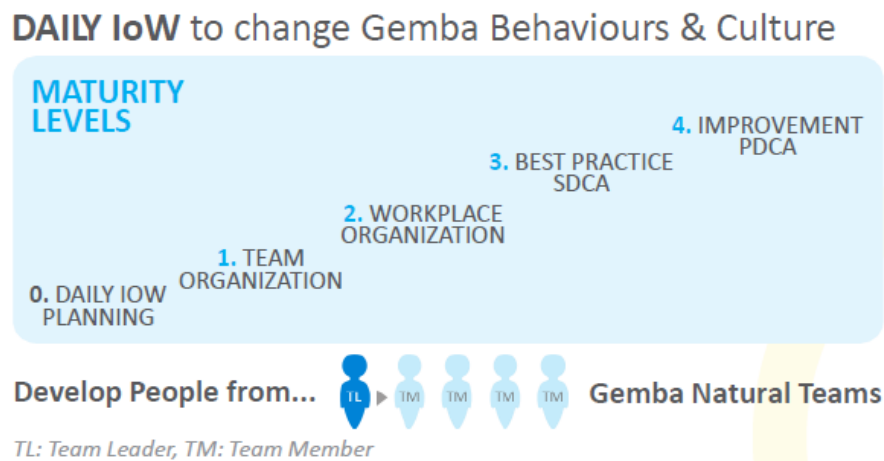 DAILY IoW to change Gemba Behaviours & Culture
MATURITY
LEVELS
4. IMPROVEMENT
PDCA
3. BEST PRACTICE
SDCA
2. WORKPLACE
ORGANIZATION
1. TEAM
ORGANIZATION
0. DAILY IOW
PLANNING
Develop People from... TL TM TM TM TM Gemba Natural Teams
TL: Team Leader, TM: Team Member